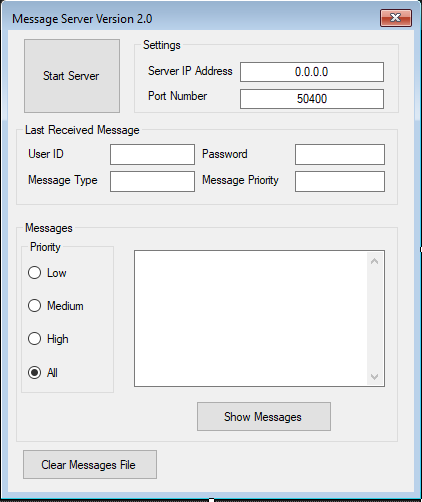 Message Server Version 2.0
Start Server
Settings
Server IP Address 0.0.0.0
Port Number 50400
Last Received Message
User ID Password
Message Type Message Priority
Messages
Priority
Low
Medium
High
All
Show Messages
Clear Messages File